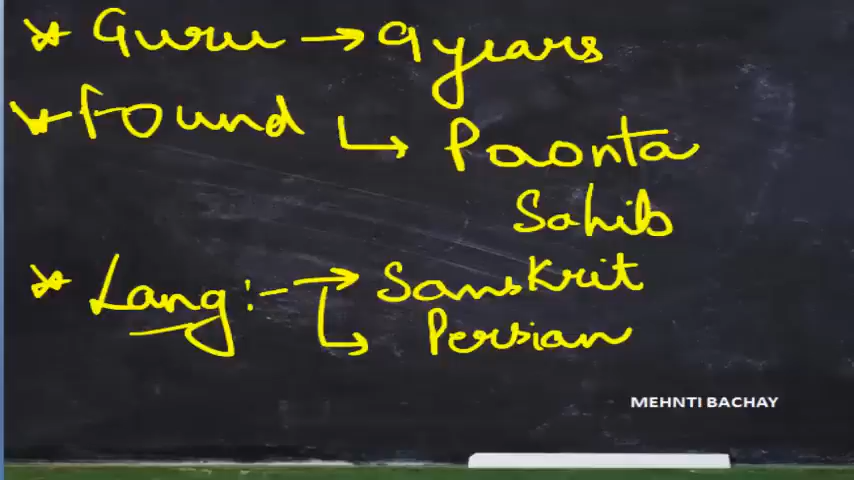 * Guru → 9 years
* Found ↳ Paonta
Sahib
* Lang :- → Sanskrit
↳ Persian
MEHNTI BACHAY